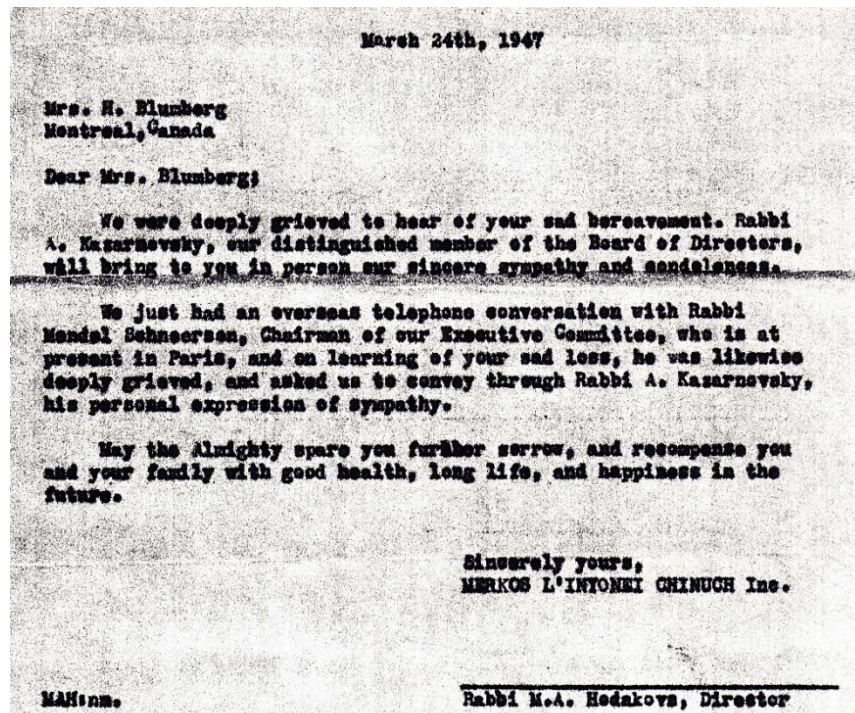 March 24th, 1947
Mrs. H. Blumberg
Montreal, Canada
Dear Mrs. Blumberg;
We were deeply grieved to hear of your sad bereavement. Rabbi
A. Kazarnovsky, our distinguished member of the Board of Directors,
will bring to you in person our sincere sympathy and condolences.
We just had an overseas telephone conversation with Rabbi
Mendel Schneerson, Chairman of our Executive Committee, who is at
present in Paris, and on learning of your sad loss, he was likewise
deeply grieved, and asked us to convey through Rabbi A. Kazarnovsky,
his personal expression of sympathy.
May the Almighty spare you further sorrow, and recompense you
and your family with good health, long life, and happiness in the
future.
Sincerely yours,
MERKOS L'INYONEI CHINUCH Inc.
MAH:nm.
Rabbi M.A. Hodakov, Director